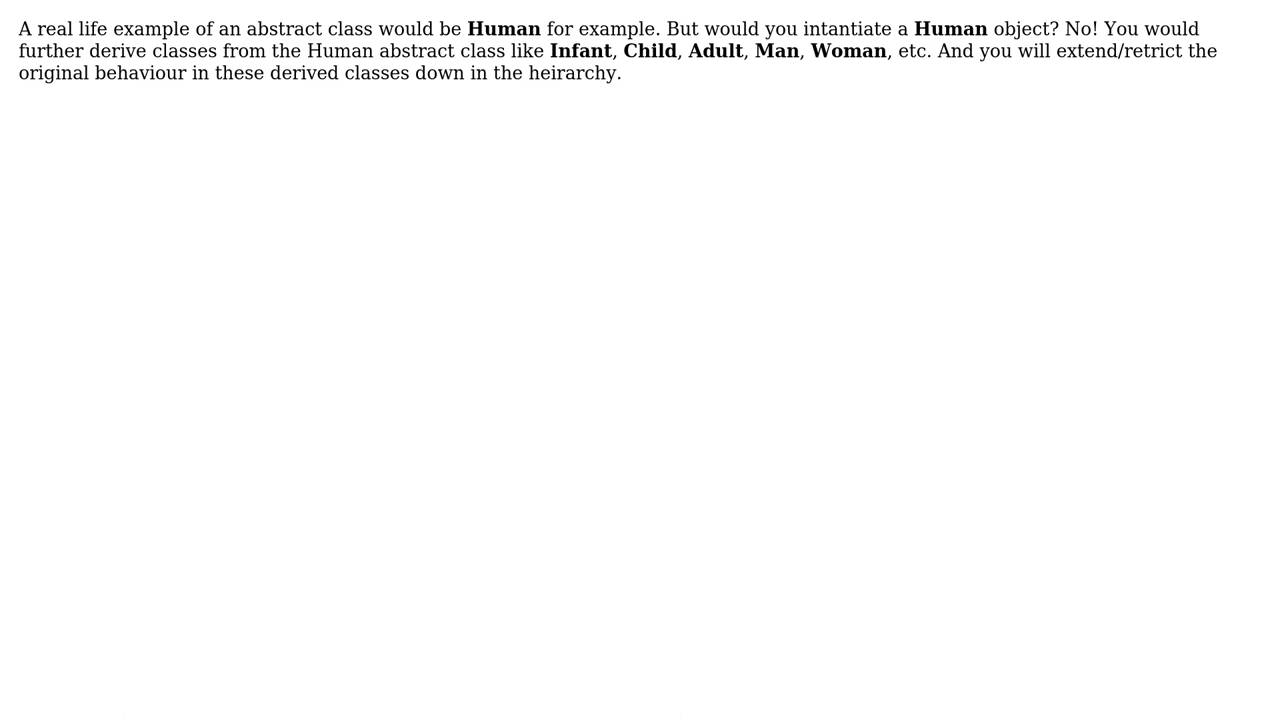 A real life example of an abstract class would be Human for example. But would you intantiate a Human object? No! You would
further derive classes from the Human abstract class like Infant, Child, Adult, Man, Woman, etc. And you will extend/retrict the
original behaviour in these derived classes down in the heirarchy.